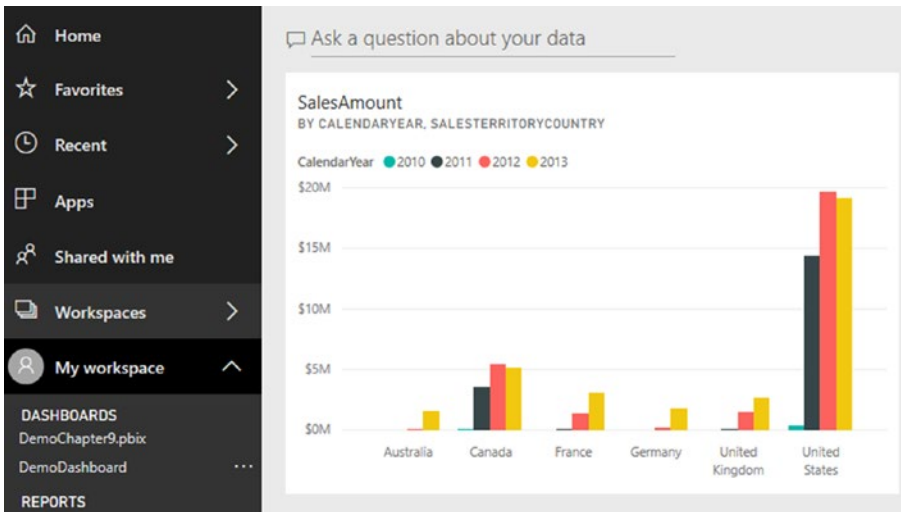 Home
Favorites
Recent
Apps
Shared with me
Workspaces
My workspace
DASHBOARDS
DemoChapter9.pbix
DemoDashboard
REPORTS
Ask a question about your data
SalesAmount
BY CALENDARYEAR, SALESTERRITORYCOUNTRY
CalendarYear 2010 2011 2012 2013
$20M
$15M
$10M
$5M
$0M
Australia Canada France Germany United Kingdom United States